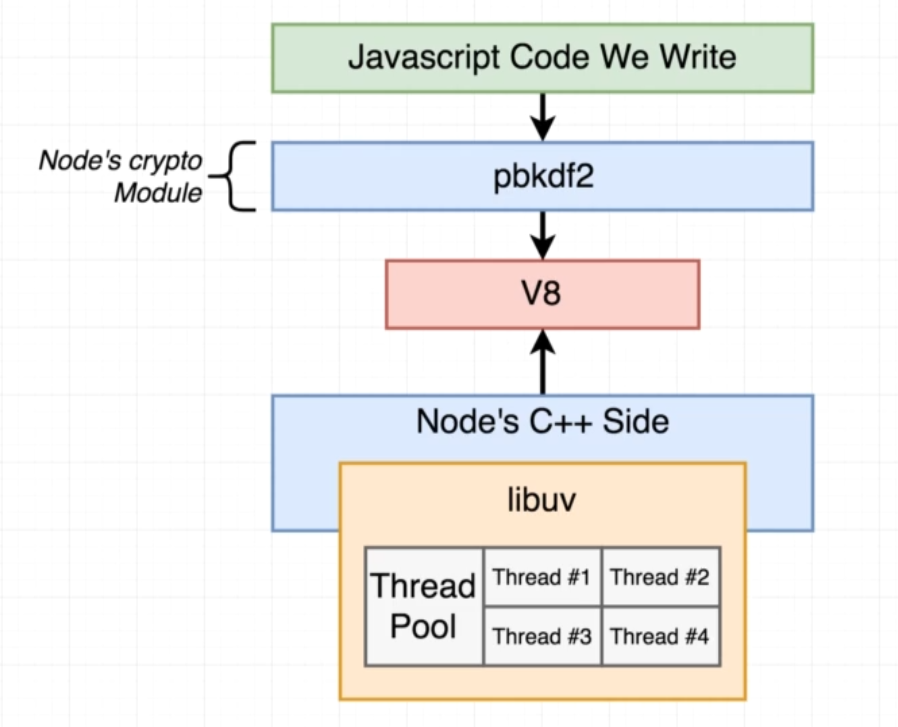 Javascript Code We Write
Node's crypto
Module
pbkdf2
V8
Node's C++ Side
libuv
Thread
Pool
Thread #1
Thread #2
Thread #3
Thread #4